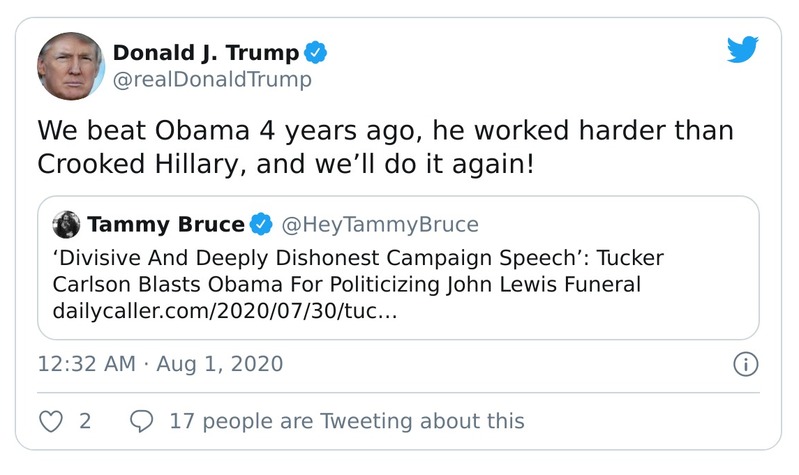 Donald J. Trump
@realDonaldTrump
We beat Obama 4 years ago, he worked harder than
Crooked Hillary, and we’ll do it again!
Tammy Bruce @HeyTammyBruce
‘Divisive And Deeply Dishonest Campaign Speech’: Tucker
Carlson Blasts Obama For Politicizing John Lewis Funeral
dailycaller.com/2020/07/30/tuc…
12:32 AM · Aug 1, 2020
2 17 people are Tweeting about this